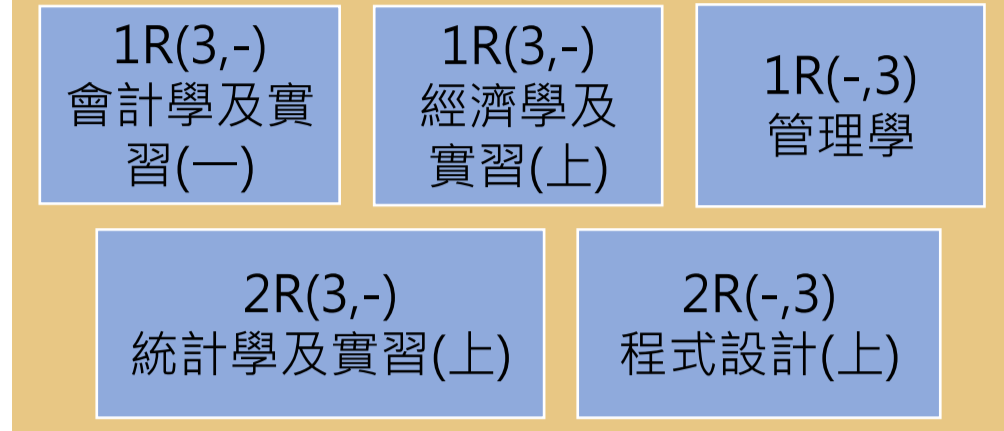 1R(3,-)
會計學及實
習(一)
1R(3,-)
經濟學及
實習(上)
1R(-,3)
管理學
2R(3,-)
統計學及實習(上)
2R(-,3)
程式設計(上)